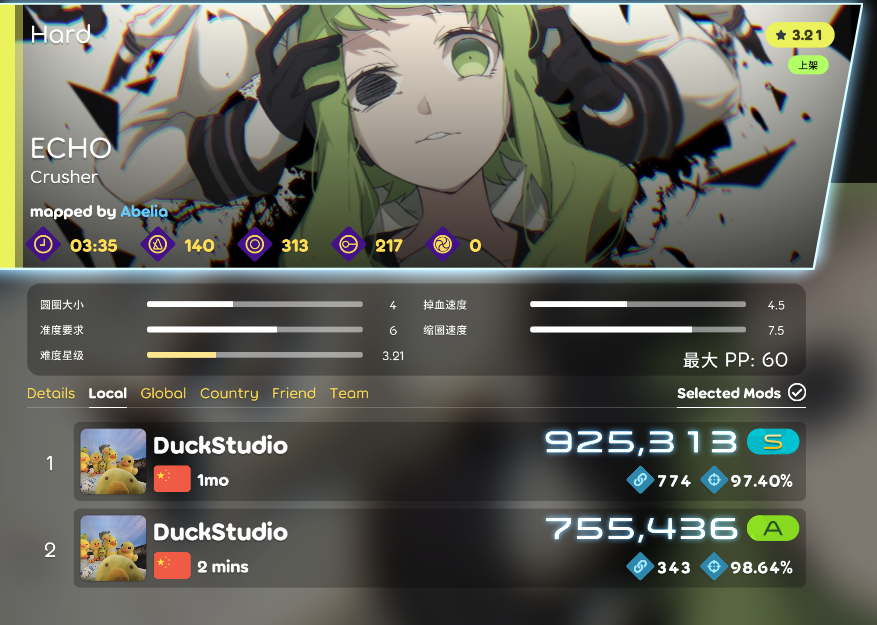 Hard
3.21
上架
ECHO
Crusher
mapped by Abelia
03:35 140 313 217 0
圆圈大小 4 掉血速度 4.5
准度要求 6 缩圈速度 7.5
难度星级 3.21
最大 PP: 60
Details Local Global Country Friend Team Selected Mods
1 DuckStudio 925,313 S
1mo 774 97.40%
2 DuckStudio 755,436 A
2 mins 343 98.64%